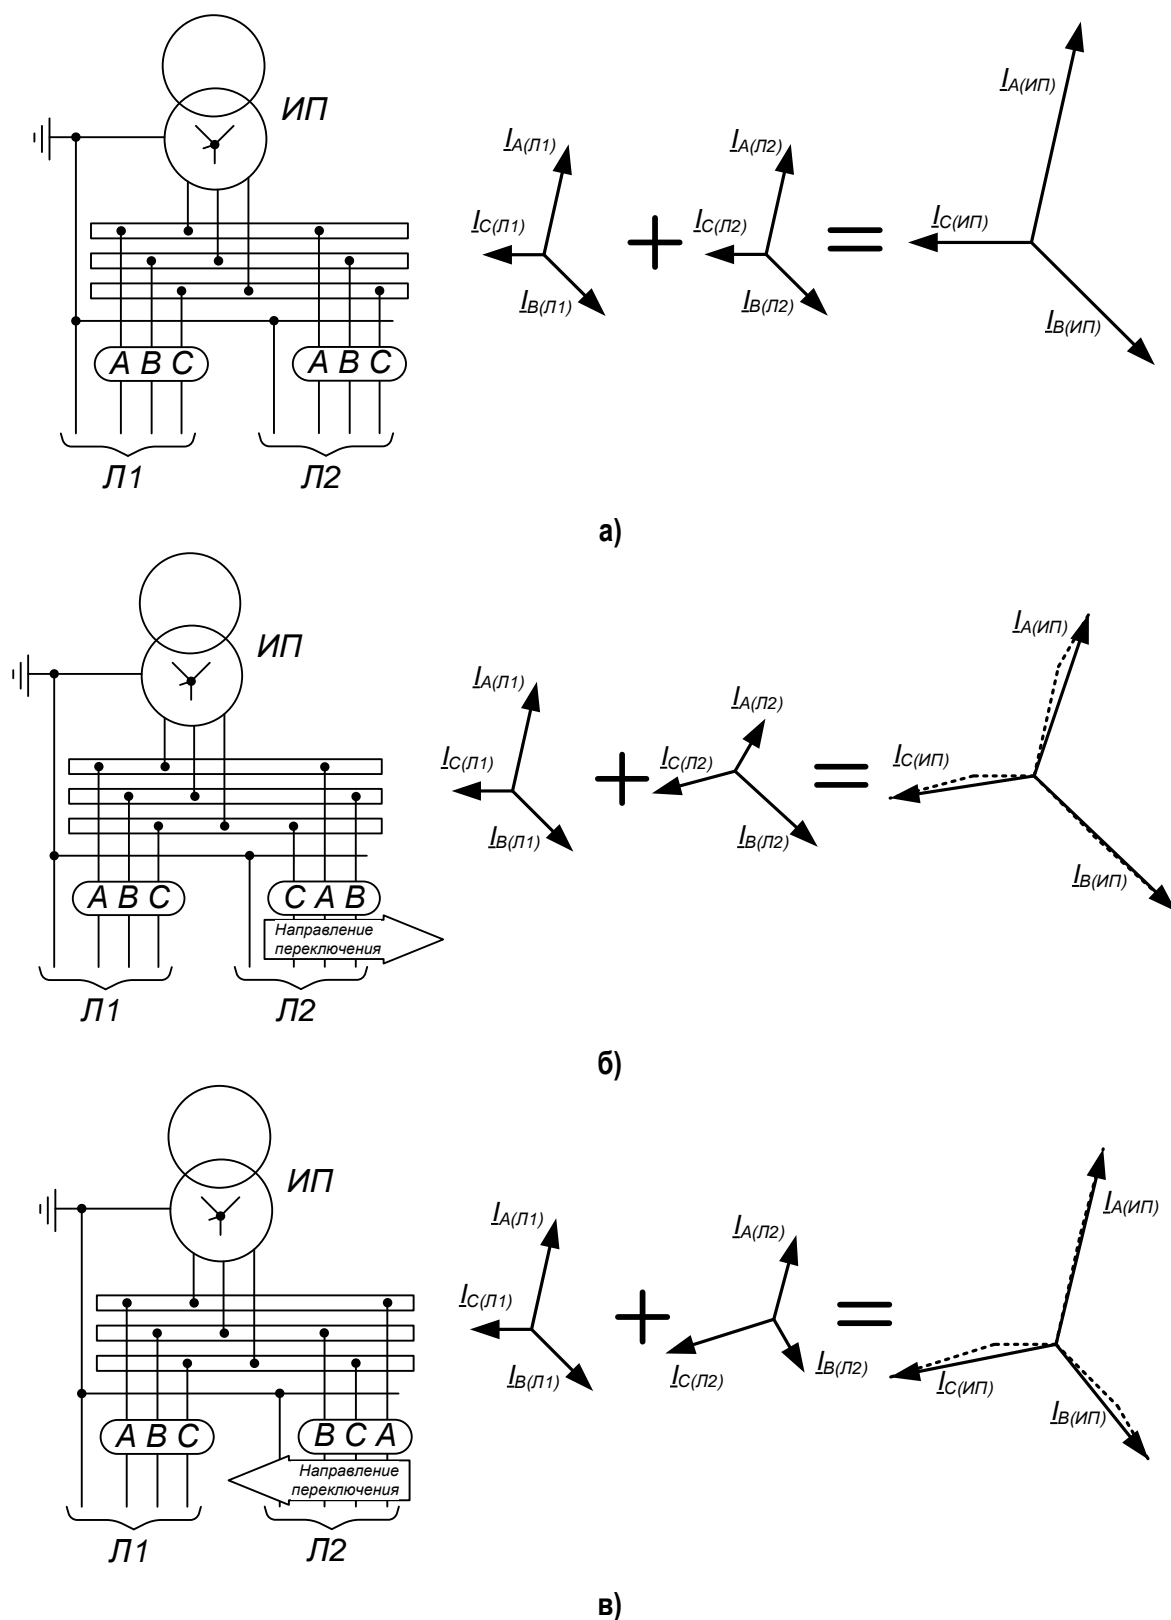 ИП
I_A(ИП)
I_A(Л1)
I_A(Л2)
I_C(Л1)
I_C(Л2)
I_C(ИП)
I_B(Л1)
I_B(Л2)
I_B(ИП)
A B C
A B C
Л1
Л2
а)
ИП
I_A(ИП)
I_A(Л1)
I_A(Л2)
I_C(Л1)
I_C(Л2)
I_C(ИП)
I_B(Л1)
I_B(Л2)
I_B(ИП)
A B C
C A B
Направление
переключения
Л1
Л2
б)
ИП
I_A(ИП)
I_A(Л1)
I_A(Л2)
I_C(Л1)
I_B(Л1)
I_C(Л2)
I_B(Л2)
I_C(ИП)
I_B(ИП)
A B C
B C A
Направление
переключения
Л1
Л2
в)